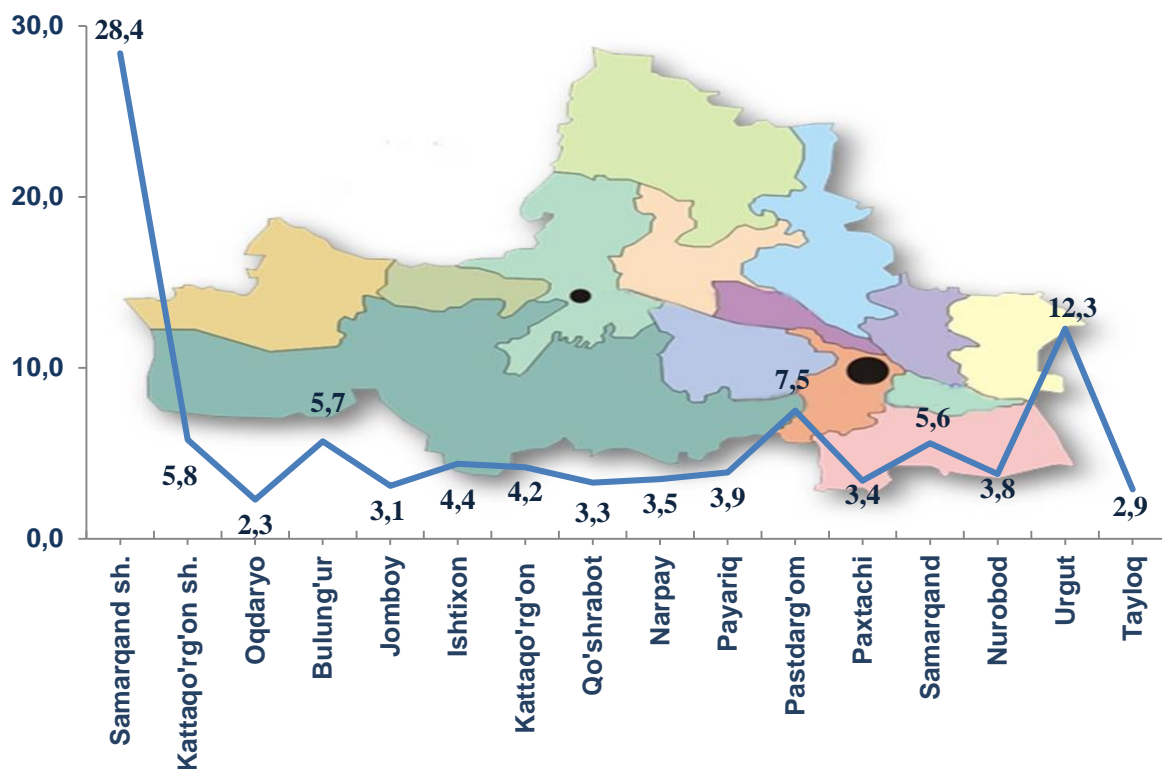 30,0
20,0
10,0
0,0
28,4
5,8
2,3
5,7
3,1
4,4
4,2
3,3
3,5
3,9
7,5
3,4
5,6
3,8
12,3
2,9
Samarqand sh.
Kattaqo'rg'on sh.
Oqdaryo
Bulung'ur
Jomboy
Ishtixon
Kattaqo'rg'on
Qo'shrabot
Narpay
Payariq
Pastdarg'om
Paxtachi
Samarqand
Nurobod
Urgut
Tayloq